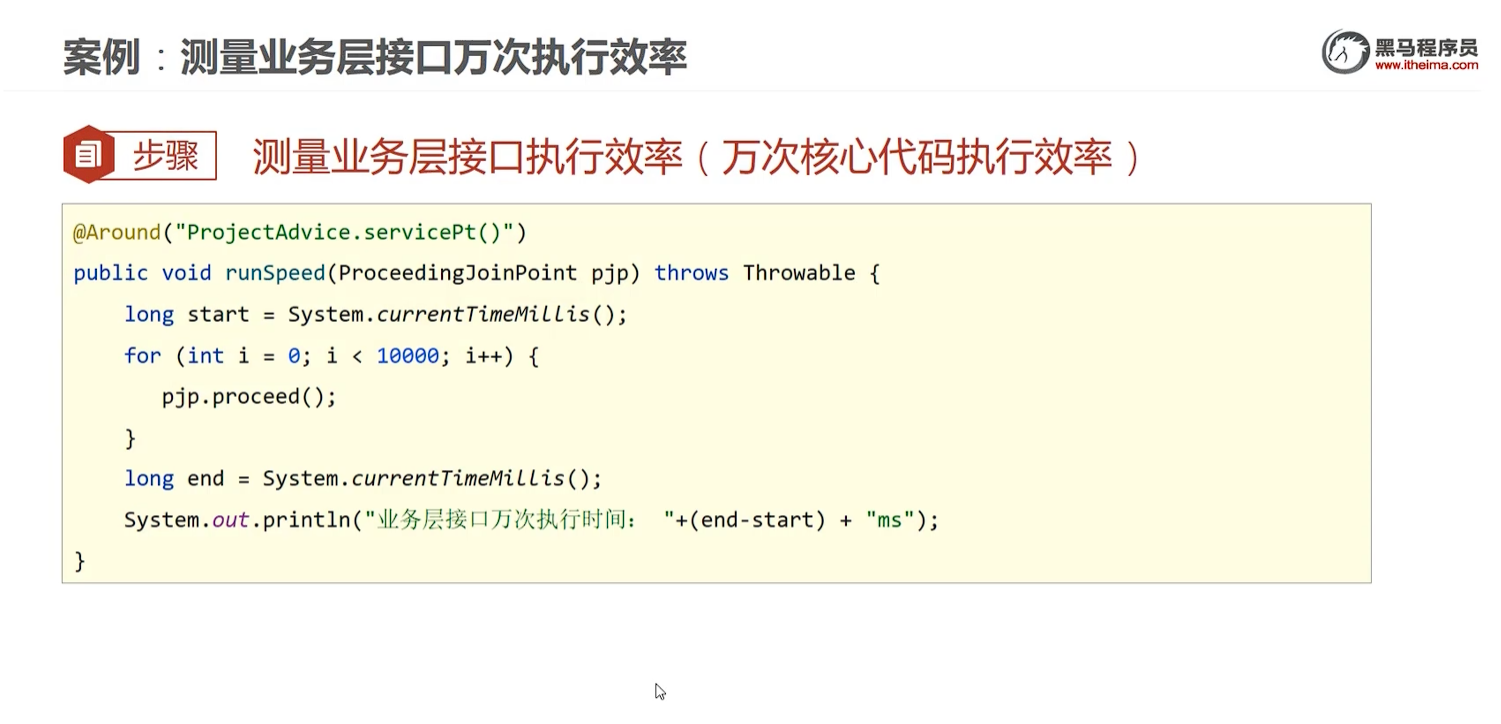 案例：测量业务层接口万次执行效率
黑马程序员
www.itheima.com
步骤
测量业务层接口执行效率（万次核心代码执行效率）
@Around("ProjectAdvice.servicePt()")
public void runSpeed(ProceedingJoinPoint pjp) throws Throwable {
    long start = System.currentTimeMillis();
    for (int i = 0; i < 10000; i++) {
       pjp.proceed();
    }
    long end = System.currentTimeMillis();
    System.out.println("业务层接口万次执行时间： "+(end-start) + "ms");
}